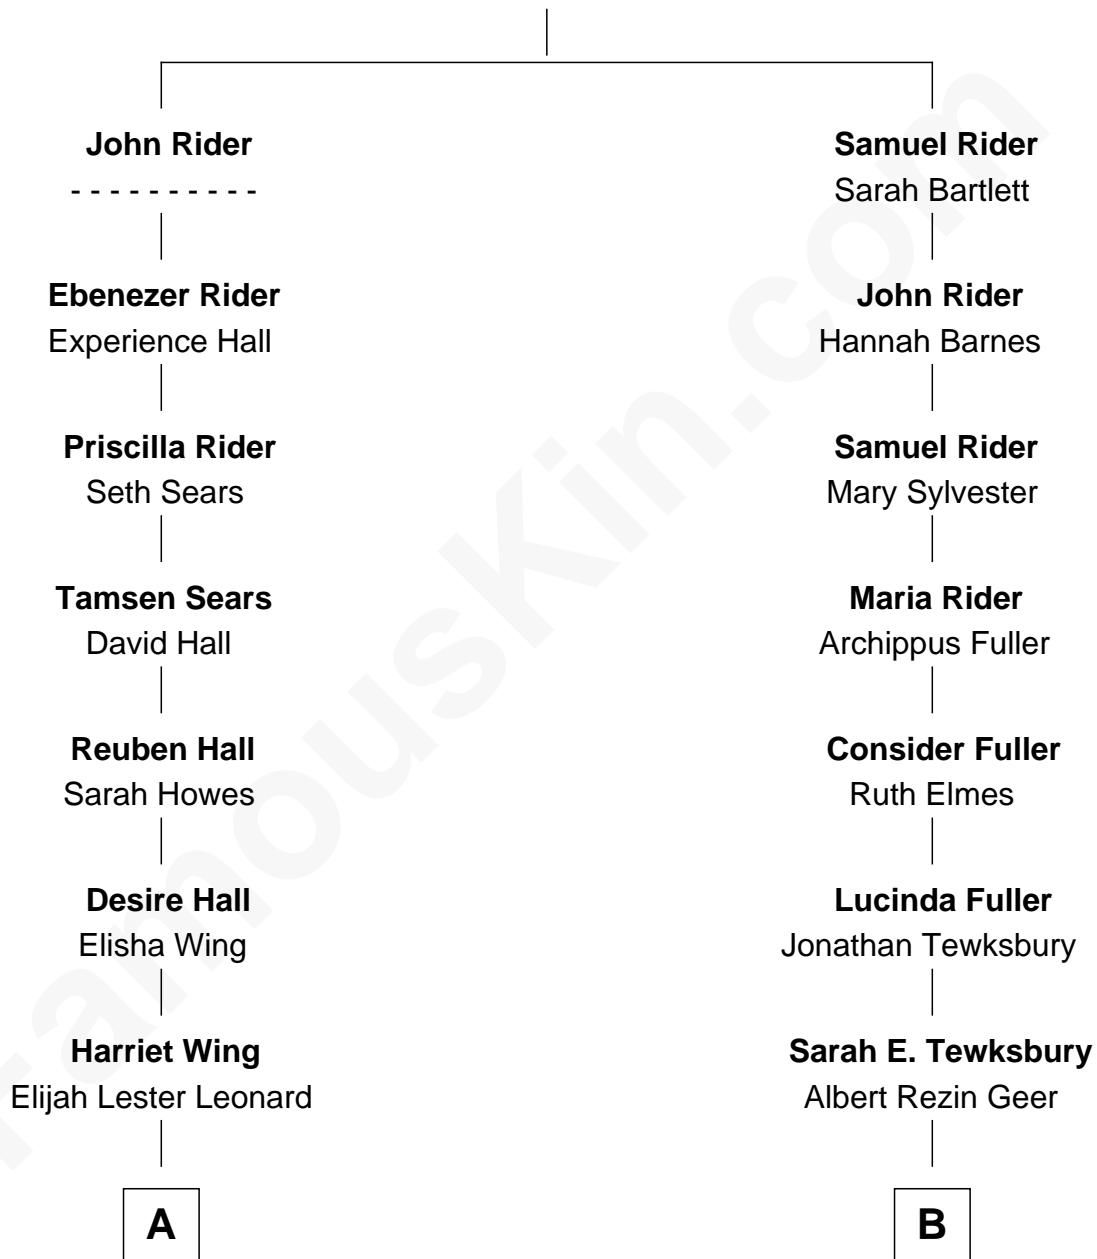 John Rider
- - - - - - - - - -
Ebenezer Rider
Experience Hall
Priscilla Rider
Seth Sears
Tamsen Sears
David Hall
Reuben Hall
Sarah Howes
Desire Hall
Elisha Wing
Harriet Wing
Elijah Lester Leonard
A
Samuel Rider
Sarah Bartlett
John Rider
Hannah Barnes
Samuel Rider
Mary Sylvester
Maria Rider
Archippus Fuller
Consider Fuller
Ruth Elmes
Lucinda Fuller
Jonathan Tewksbury
Sarah E. Tewksbury
Albert Rezin Geer
B
FamousKin.com